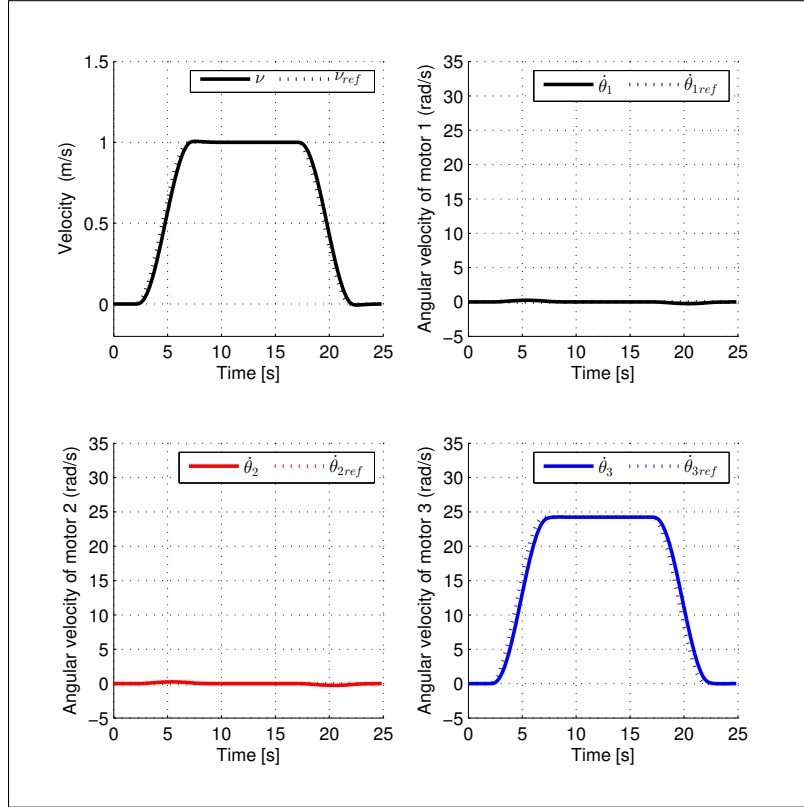 ν ν_ref
1.5
1
0.5
0
Velocity (m/s)
0 5 10 15 20 25
Time [s]
θ̇₁ θ̇_1ref
35
30
25
20
15
10
5
0
−5
Angular velocity of motor 1 (rad/s)
0 5 10 15 20 25
Time [s]
θ̇₂ θ̇_2ref
35
30
25
20
15
10
5
0
−5
Angular velocity of motor 2 (rad/s)
0 5 10 15 20 25
Time [s]
θ̇₃ θ̇_3ref
35
30
25
20
15
10
5
0
−5
Angular velocity of motor 3 (rad/s)
0 5 10 15 20 25
Time [s]